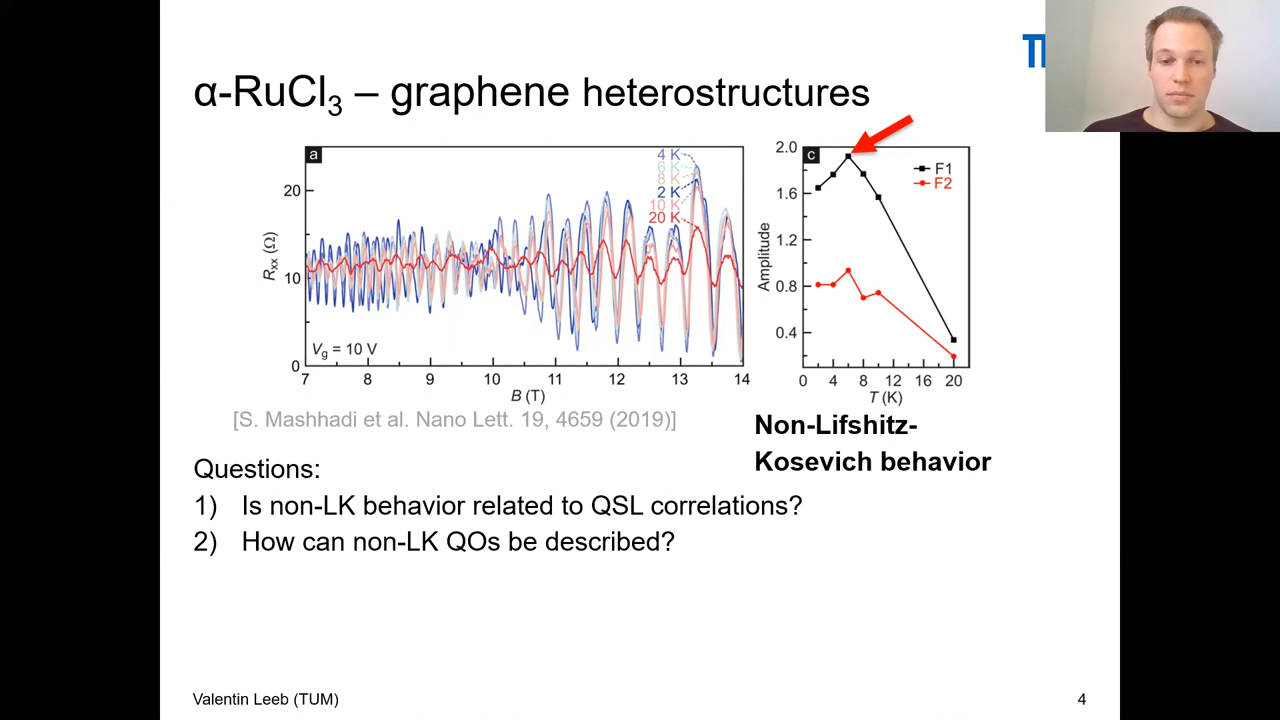 α-RuCl₃ – graphene heterostructures
a
20
10
0
Rxx (Ω)
4 K
6 K
8 K
2 K
10 K
20 K
Vg = 10 V
7 8 9 10 11 12 13 14
B (T)
c
2.0
1.6
1.2
0.8
0.4
Amplitude
F1
F2
0 4 8 12 16 20
T (K)
[S. Mashhadi et al. Nano Lett. 19, 4659 (2019)]
Non-Lifshitz-
Kosevich behavior
Questions:
1) Is non-LK behavior related to QSL correlations?
2) How can non-LK QOs be described?
Valentin Leeb (TUM)
4